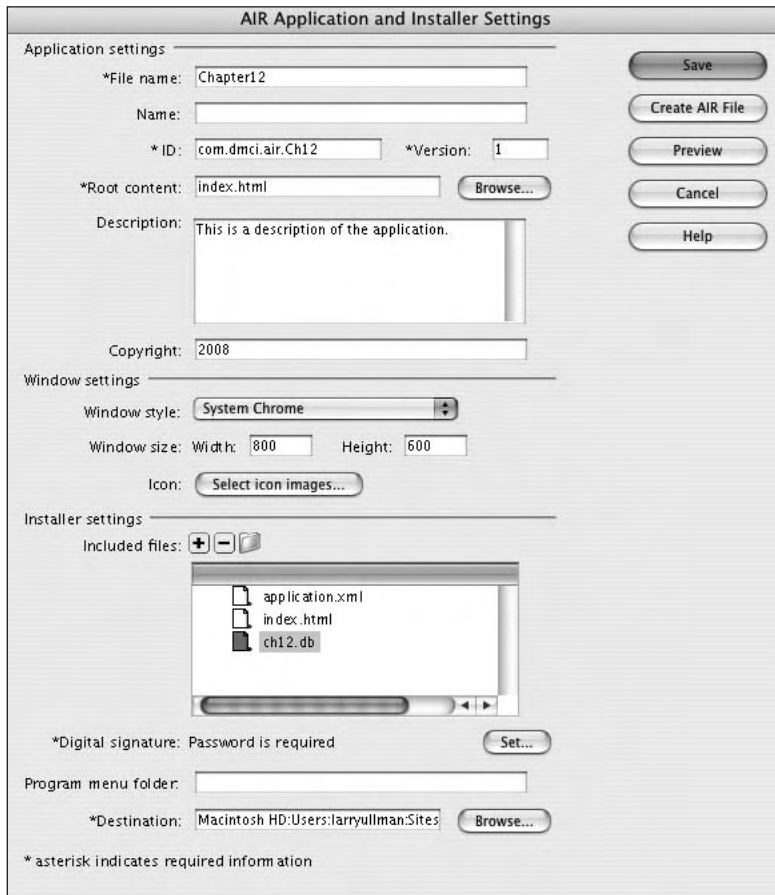 AIR Application and Installer Settings
Application settings
*File name: Chapter12
Name:
* ID: com.dmci.air.Ch12 *Version: 1
*Root content: index.html Browse...
Description: This is a description of the application.
Copyright: 2008
Save
Create AIR File
Preview
Cancel
Help
Window settings
Window style: System Chrome
Window size: Width: 800 Height: 600
Icon: Select icon images...
Installer settings
Included files:
application.xml
index.html
ch12.db
*Digital signature: Password is required Set...
Program menu folder:
*Destination: Macintosh HD:Users:larryullman:Sites Browse...
* asterisk indicates required information